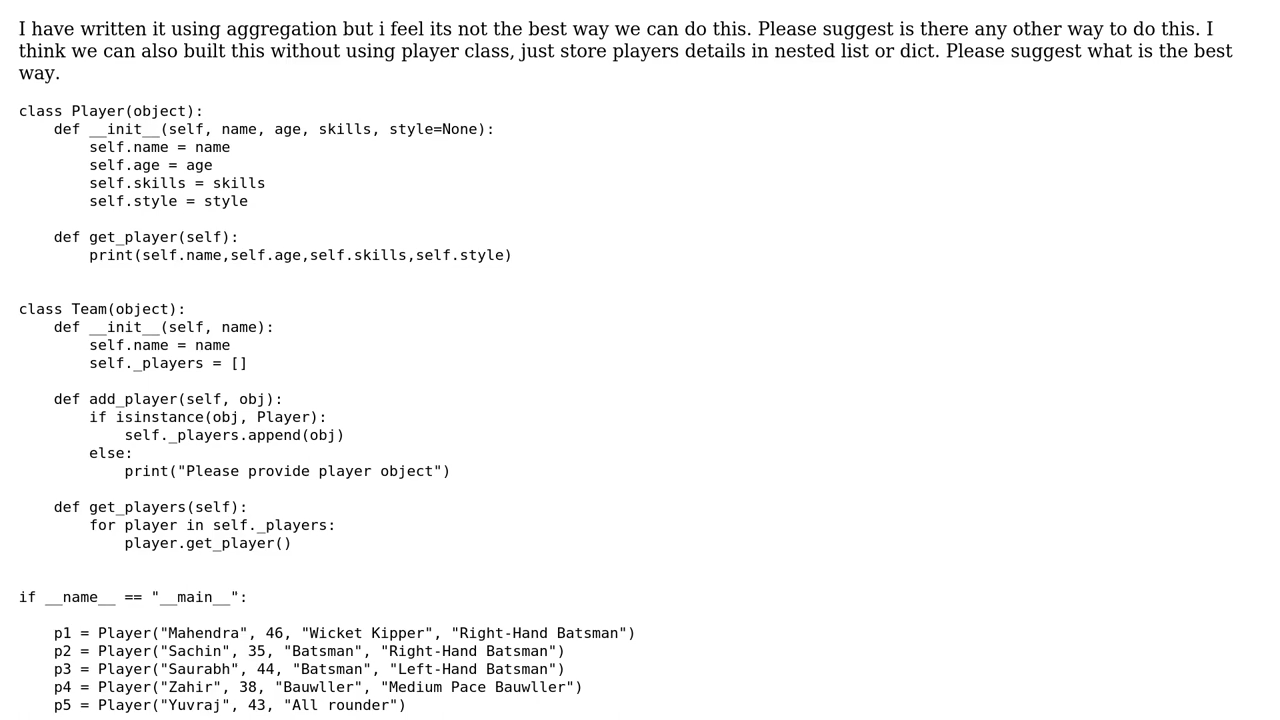 I have written it using aggregation but i feel its not the best way we can do this. Please suggest is there any other way to do this. I
think we can also built this without using player class, just store players details in nested list or dict. Please suggest what is the best
way.
class Player(object):
    def __init__(self, name, age, skills, style=None):
        self.name = name
        self.age = age
        self.skills = skills
        self.style = style
    def get_player(self):
        print(self.name,self.age,self.skills,self.style)
class Team(object):
    def __init__(self, name):
        self.name = name
        self._players = []
    def add_player(self, obj):
        if isinstance(obj, Player):
            self._players.append(obj)
        else:
            print("Please provide player object")
    def get_players(self):
        for player in self._players:
            player.get_player()
if __name__ == "__main__":
    p1 = Player("Mahendra", 46, "Wicket Kipper", "Right-Hand Batsman")
    p2 = Player("Sachin", 35, "Batsman", "Right-Hand Batsman")
    p3 = Player("Saurabh", 44, "Batsman", "Left-Hand Batsman")
    p4 = Player("Zahir", 38, "Bauwller", "Medium Pace Bauwller")
    p5 = Player("Yuvraj", 43, "All rounder")